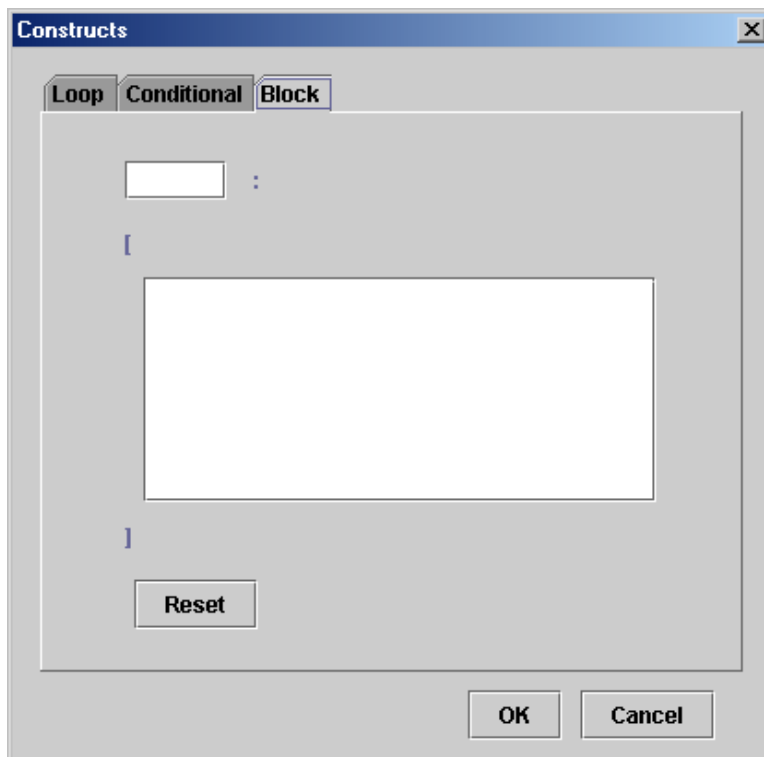 Constructs
Loop Conditional Block
:
[
]
Reset
OK Cancel